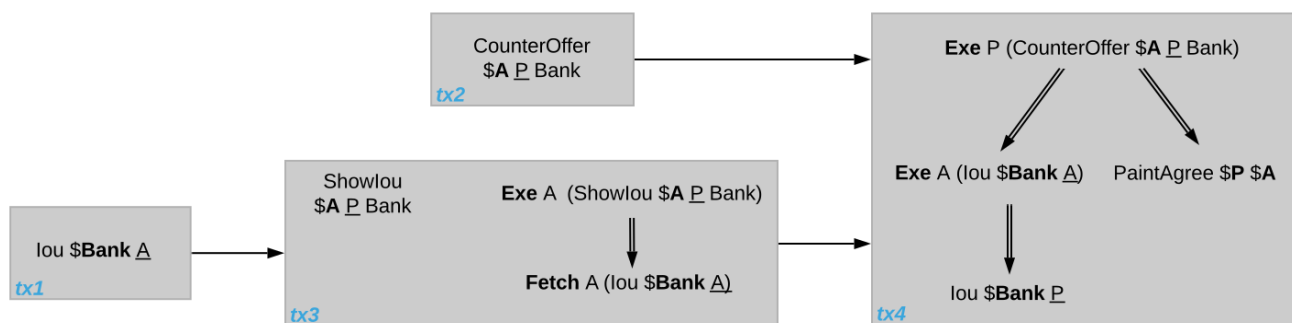 CounterOffer
$A P Bank
tx2
Exe P (CounterOffer $A P Bank)
Exe A (Iou $Bank A)
PaintAgree $P $A
Iou $Bank P
tx4
ShowIou
$A P Bank
Exe A (ShowIou $A P Bank)
Fetch A (Iou $Bank A)
tx3
Iou $Bank A
tx1